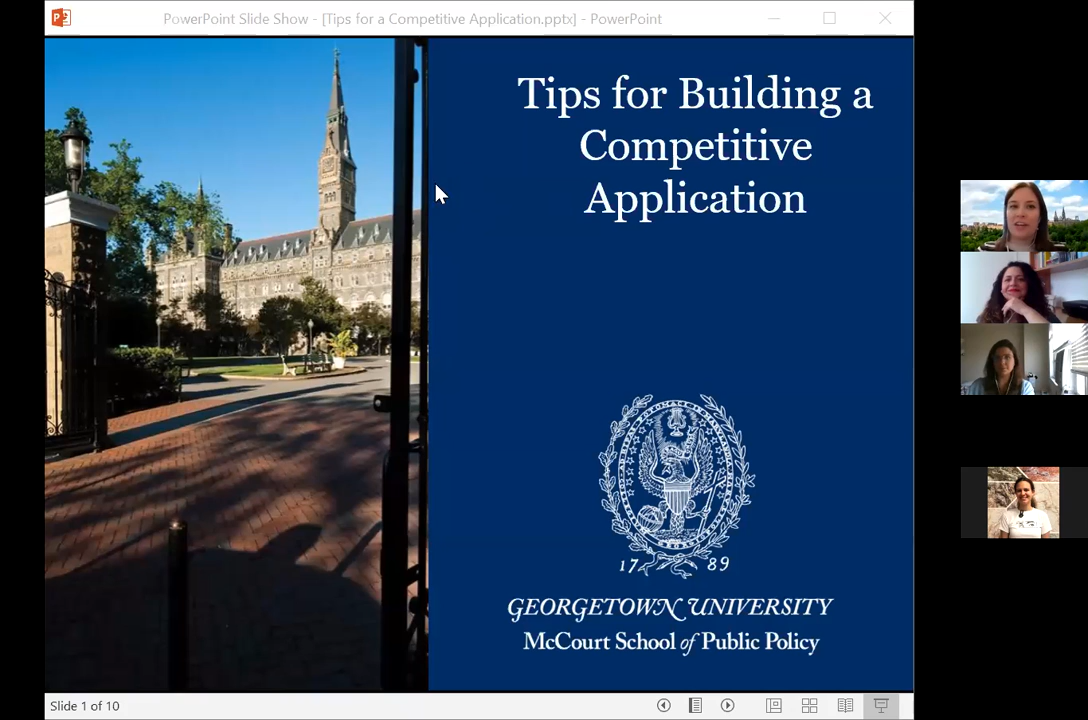 PowerPoint Slide Show - [Tips for a Competitive Application.pptx] - PowerPoint
Tips for Building a
Competitive
Application
17 89
GEORGETOWN UNIVERSITY
McCourt School of Public Policy
Slide 1 of 10